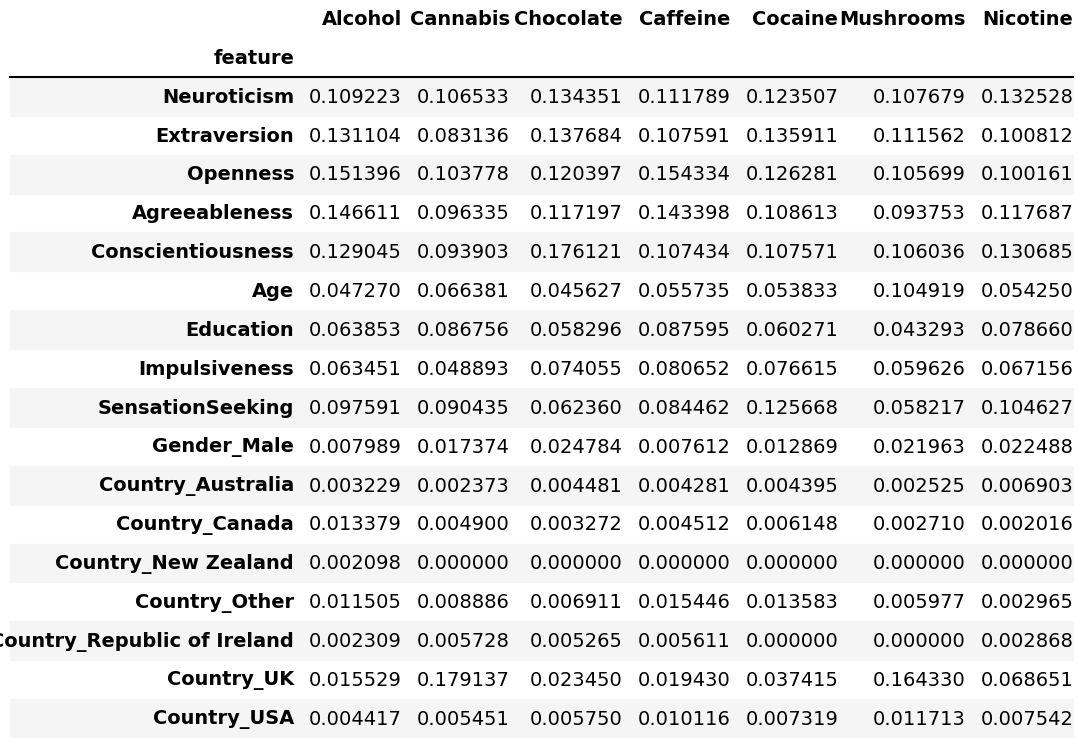 Alcohol Cannabis Chocolate Caffeine Cocaine Mushrooms Nicotine
feature
Neuroticism 0.109223 0.106533 0.134351 0.111789 0.123507 0.107679 0.132528
Extraversion 0.131104 0.083136 0.137684 0.107591 0.135911 0.111562 0.100812
Openness 0.151396 0.103778 0.120397 0.154334 0.126281 0.105699 0.100161
Agreeableness 0.146611 0.096335 0.117197 0.143398 0.108613 0.093753 0.117687
Conscientiousness 0.129045 0.093903 0.176121 0.107434 0.107571 0.106036 0.130685
Age 0.047270 0.066381 0.045627 0.055735 0.053833 0.104919 0.054250
Education 0.063853 0.086756 0.058296 0.087595 0.060271 0.043293 0.078660
Impulsiveness 0.063451 0.048893 0.074055 0.080652 0.076615 0.059626 0.067156
SensationSeeking 0.097591 0.090435 0.062360 0.084462 0.125668 0.058217 0.104627
Gender_Male 0.007989 0.017374 0.024784 0.007612 0.012869 0.021963 0.022488
Country_Australia 0.003229 0.002373 0.004481 0.004281 0.004395 0.002525 0.006903
Country_Canada 0.013379 0.004900 0.003272 0.004512 0.006148 0.002710 0.002016
Country_New Zealand 0.002098 0.000000 0.000000 0.000000 0.000000 0.000000 0.000000
Country_Other 0.011505 0.008886 0.006911 0.015446 0.013583 0.005977 0.002965
Country_Republic of Ireland 0.002309 0.005728 0.005265 0.005611 0.000000 0.000000 0.002868
Country_UK 0.015529 0.179137 0.023450 0.019430 0.037415 0.164330 0.068651
Country_USA 0.004417 0.005451 0.005750 0.010116 0.007319 0.011713 0.007542